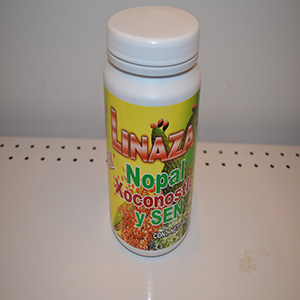 LINAZA
Nopal
Xoconostle
y SEN